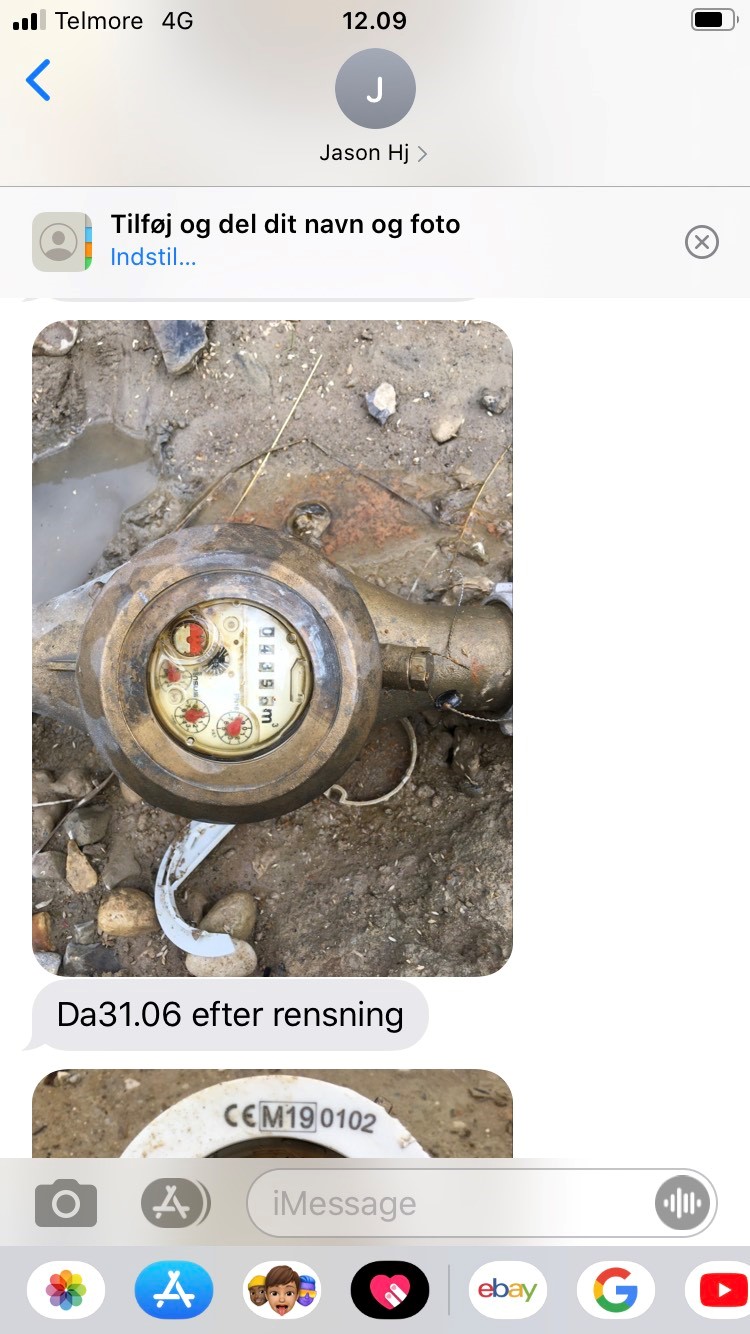 Telmore 4G 12.09
J
Jason Hj
Tilføj og del dit navn og foto
Indstil...
m³
Da31.06 efter rensning
CE M19 0102
iMessage
ebay
G